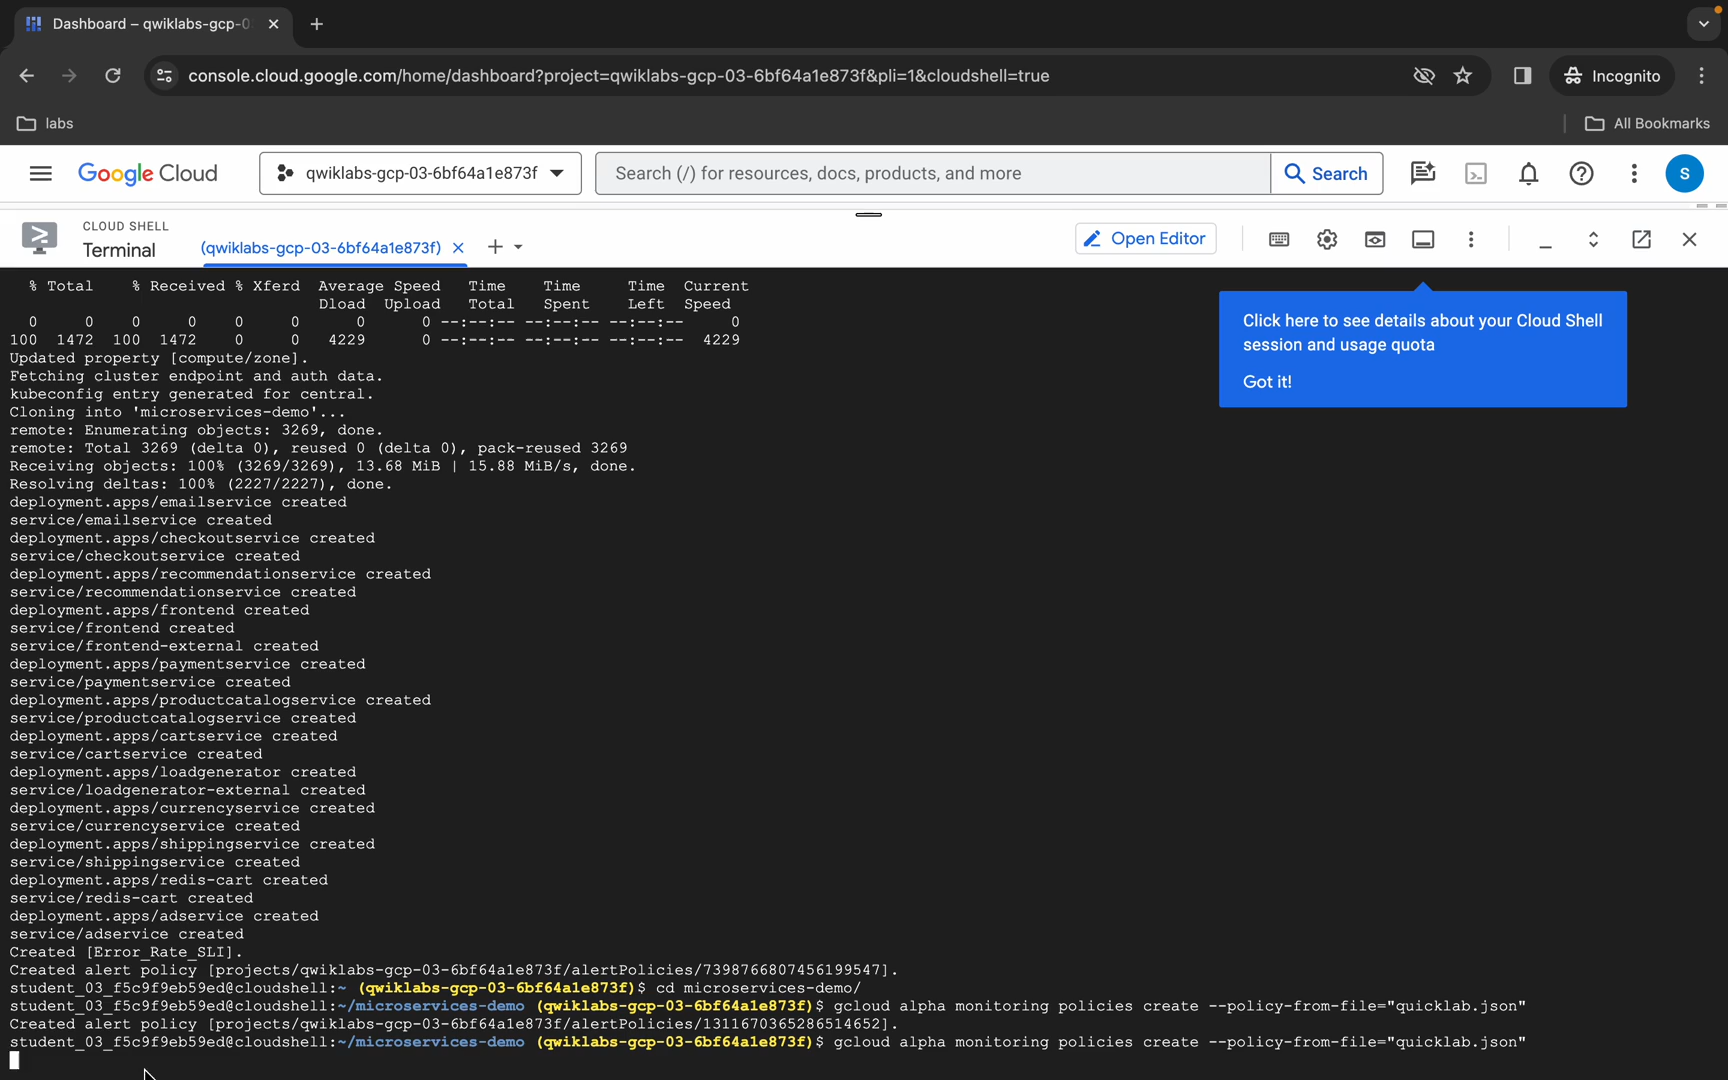 Dashboard – qwiklabs-gcp-0
console.cloud.google.com/home/dashboard?project=qwiklabs-gcp-03-6bf64a1e873f&pli=1&cloudshell=true
Incognito
labs
All Bookmarks
Google Cloud
qwiklabs-gcp-03-6bf64a1e873f
Search (/) for resources, docs, products, and more
Search
S
CLOUD SHELL
Terminal
(qwiklabs-gcp-03-6bf64a1e873f)
Open Editor
Click here to see details about your Cloud Shell
session and usage quota
Got it!
% Total % Received % Xferd Average Speed Time Time Time Current
Dload Upload Total Spent Left Speed
0 0 0 0 0 0 0 0 --:--:-- --:--:-- --:--:-- 0
100 1472 100 1472 0 0 4229 0 --:--:-- --:--:-- --:--:-- 4229
Updated property [compute/zone].
Fetching cluster endpoint and auth data.
kubeconfig entry generated for central.
Cloning into 'microservices-demo'...
remote: Enumerating objects: 3269, done.
remote: Total 3269 (delta 0), reused 0 (delta 0), pack-reused 3269
Receiving objects: 100% (3269/3269), 13.68 MiB | 15.88 MiB/s, done.
Resolving deltas: 100% (2227/2227), done.
deployment.apps/emailservice created
service/emailservice created
deployment.apps/checkoutservice created
service/checkoutservice created
deployment.apps/recommendationservice created
service/recommendationservice created
deployment.apps/frontend created
service/frontend created
service/frontend-external created
deployment.apps/paymentservice created
service/paymentservice created
deployment.apps/productcatalogservice created
service/productcatalogservice created
deployment.apps/cartservice created
service/cartservice created
deployment.apps/loadgenerator created
service/loadgenerator-external created
deployment.apps/currencyservice created
service/currencyservice created
deployment.apps/shippingservice created
service/shippingservice created
deployment.apps/redis-cart created
service/redis-cart created
deployment.apps/adservice created
service/adservice created
Created [Error_Rate_SLI].
Created alert policy [projects/qwiklabs-gcp-03-6bf64a1e873f/alertPolicies/7398766807456199547].
student_03_f5c9f9eb59ed@cloudshell:~ (qwiklabs-gcp-03-6bf64a1e873f)$ cd microservices-demo/
student_03_f5c9f9eb59ed@cloudshell:~/microservices-demo (qwiklabs-gcp-03-6bf64a1e873f)$ gcloud alpha monitoring policies create --policy-from-file="quicklab.json"
Created alert policy [projects/qwiklabs-gcp-03-6bf64a1e873f/alertPolicies/1311670365286514652].
student_03_f5c9f9eb59ed@cloudshell:~/microservices-demo (qwiklabs-gcp-03-6bf64a1e873f)$ gcloud alpha monitoring policies create --policy-from-file="quicklab.json"